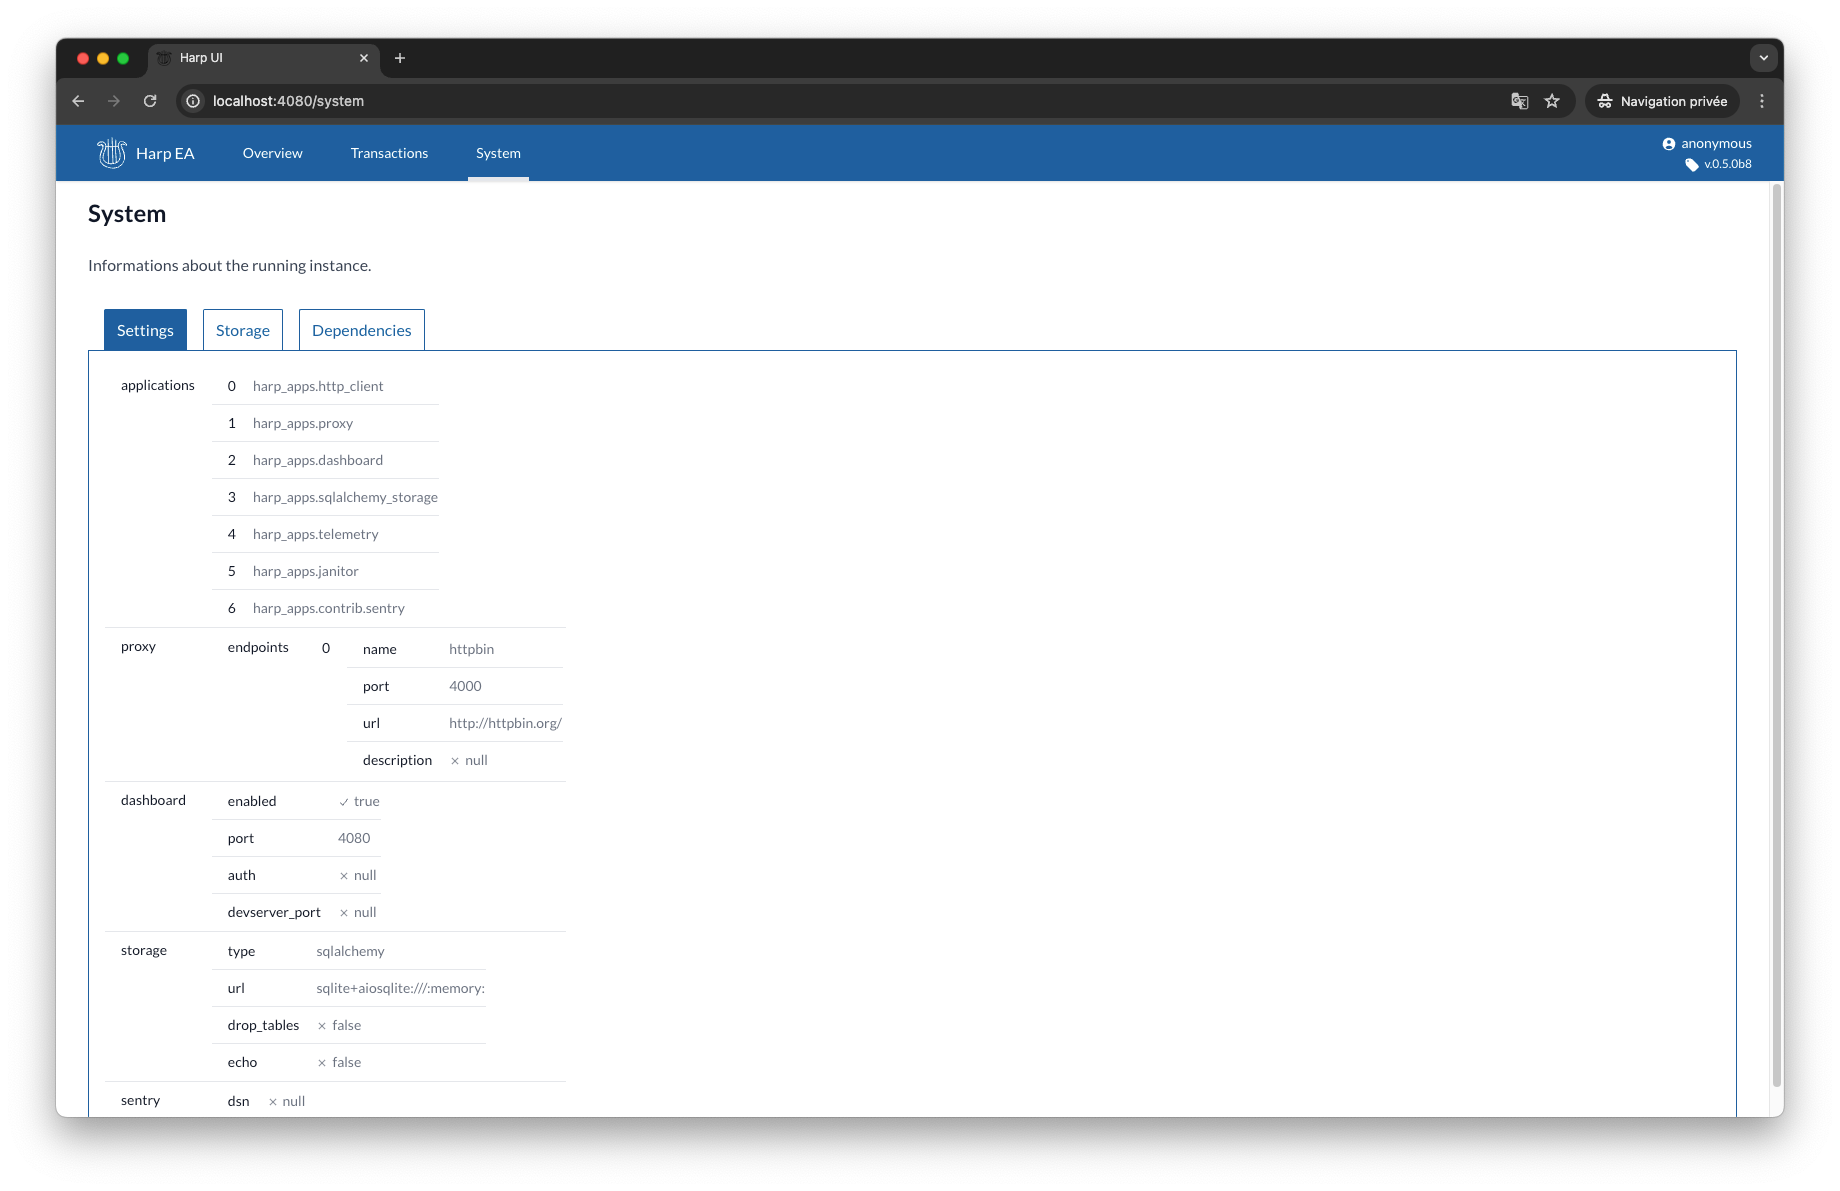 Harp UI
localhost:4080/system
Navigation privée
Harp EA Overview Transactions System
anonymous
v.0.5.0b8
System
Informations about the running instance.
Settings Storage Dependencies
applications 0 harp_apps.http_client
1 harp_apps.proxy
2 harp_apps.dashboard
3 harp_apps.sqlalchemy_storage
4 harp_apps.telemetry
5 harp_apps.janitor
6 harp_apps.contrib.sentry
proxy endpoints 0 name httpbin
port 4000
url http://httpbin.org/
description × null
dashboard enabled ✓ true
port 4080
auth × null
devserver_port × null
storage type sqlalchemy
url sqlite+aiosqlite:///:memory:
drop_tables × false
echo × false
sentry dsn × null